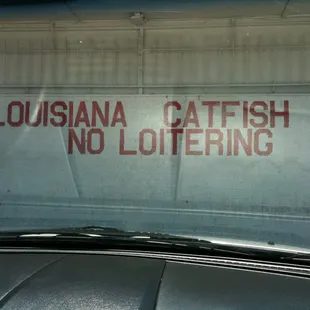 LOUISIANA CATFISH
NO LOITERING